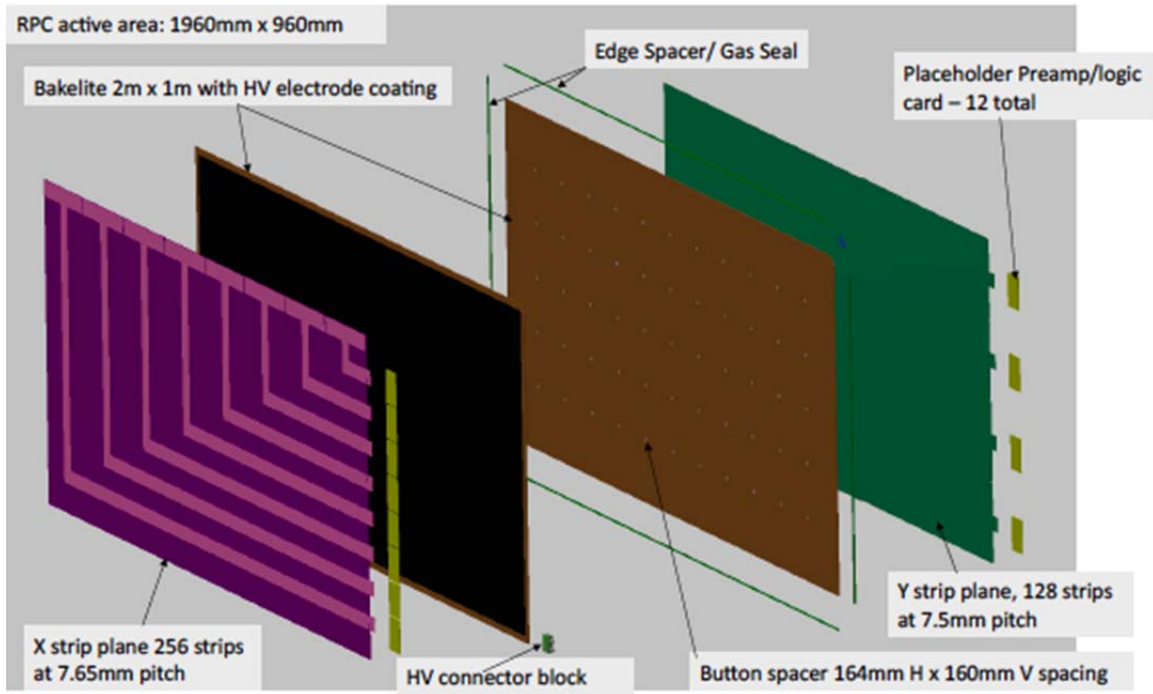 RPC active area: 1960mm x 960mm
Edge Spacer/ Gas Seal
Bakelite 2m x 1m with HV electrode coating
Placeholder Preamp/logic
card – 12 total
X strip plane 256 strips
at 7.65mm pitch
HV connector block
Button spacer 164mm H x 160mm V spacing
Y strip plane, 128 strips
at 7.5mm pitch